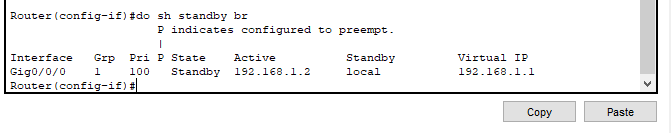 Router(config-if)#do sh standby br
P indicates configured to preempt.
|
Interface Grp Pri P State Active Standby Virtual IP
Gig0/0/0 1 100 Standby 192.168.1.2 local 192.168.1.1
Router(config-if)#
Copy Paste